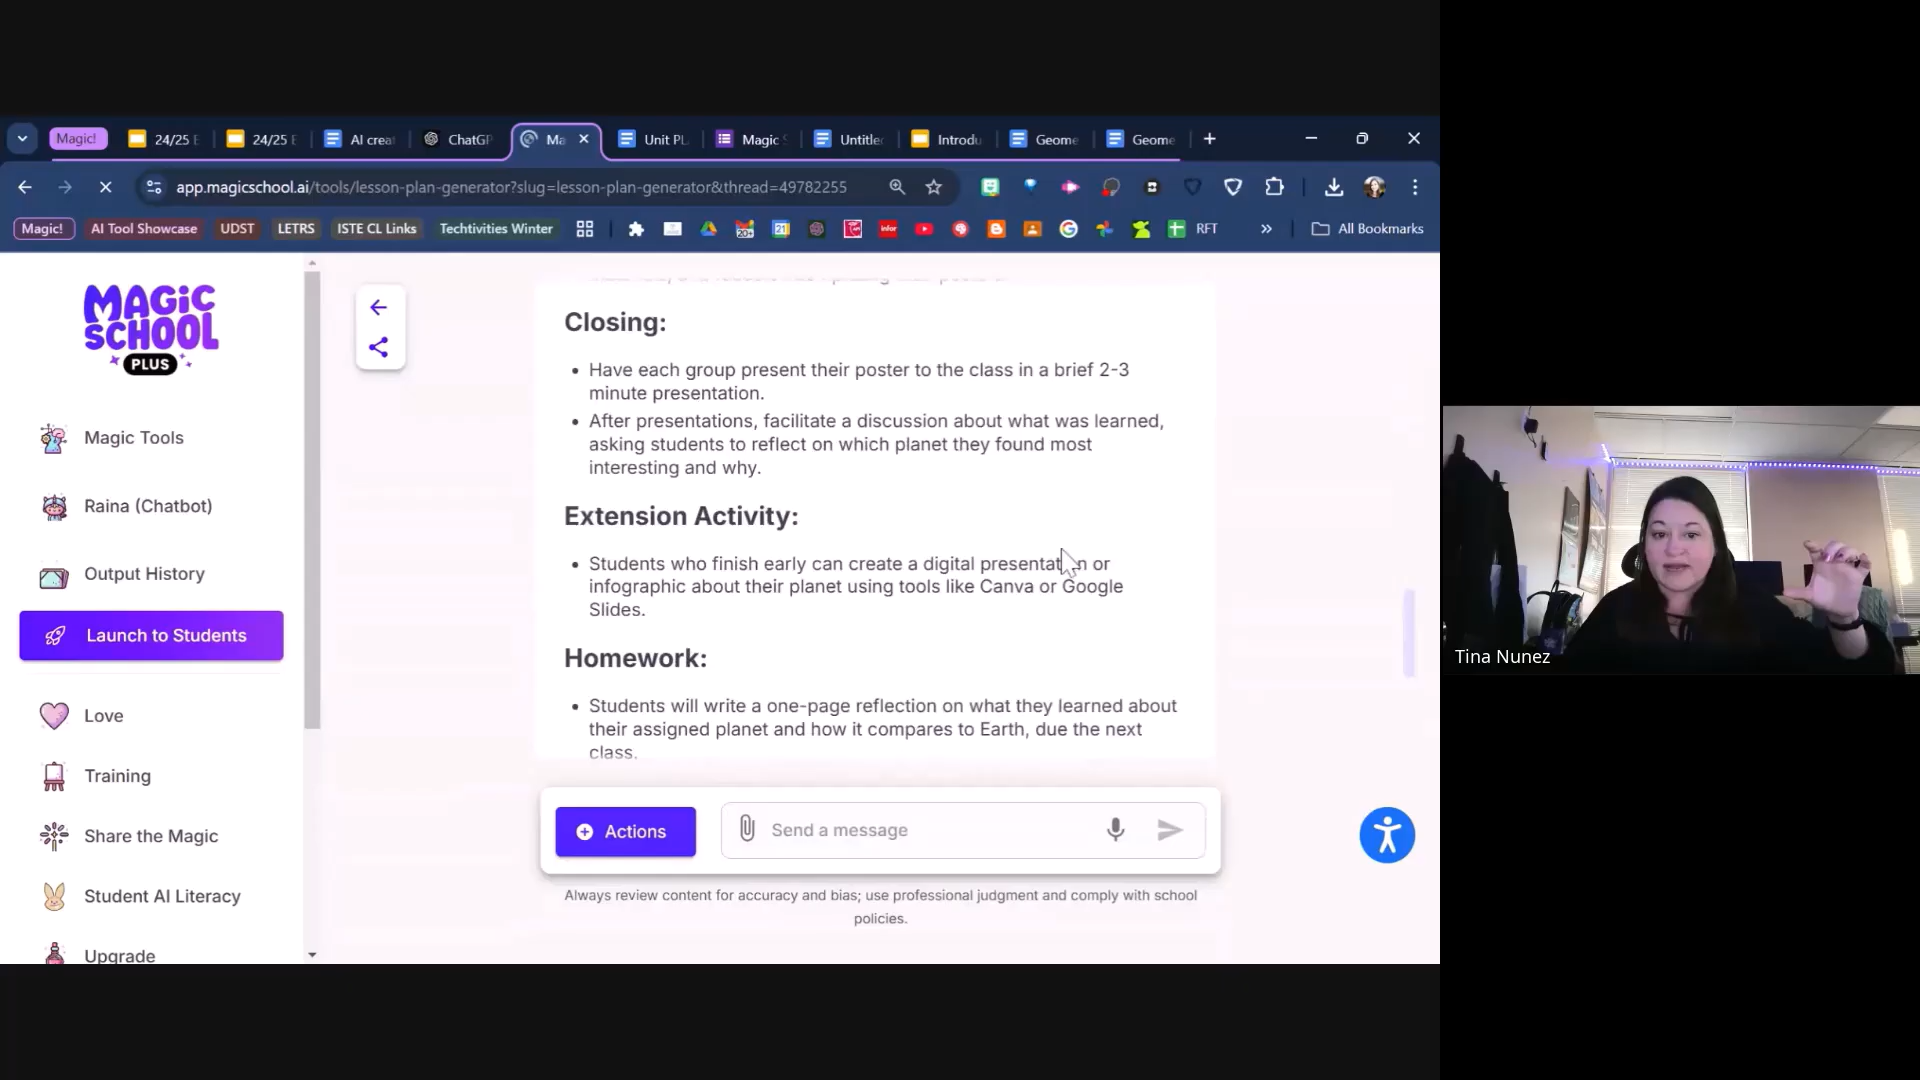 Magic!
24/25 E
24/25 E
AI creat
ChatGP
Ma
Unit PL
Magic S
Untitled
Introdu
Geome
Geome
app.magicschool.ai/tools/lesson-plan-generator?slug=lesson-plan-generator&thread=49782255
Magic!
AI Tool Showcase
UDST
LETRS
ISTE CL Links
Techtivities Winter
RFT
All Bookmarks
MAGIC
SCHOOL
PLUS
Magic Tools
Raina (Chatbot)
Output History
Launch to Students
Love
Training
Share the Magic
Student AI Literacy
Upgrade
Closing:
• Have each group present their poster to the class in a brief 2-3
minute presentation.
• After presentations, facilitate a discussion about what was learned,
asking students to reflect on which planet they found most
interesting and why.
Extension Activity:
• Students who finish early can create a digital presentation or
infographic about their planet using tools like Canva or Google
Slides.
Homework:
• Students will write a one-page reflection on what they learned about
their assigned planet and how it compares to Earth, due the next
class.
Actions
Send a message
Always review content for accuracy and bias; use professional judgment and comply with school
policies.
Tina Nunez